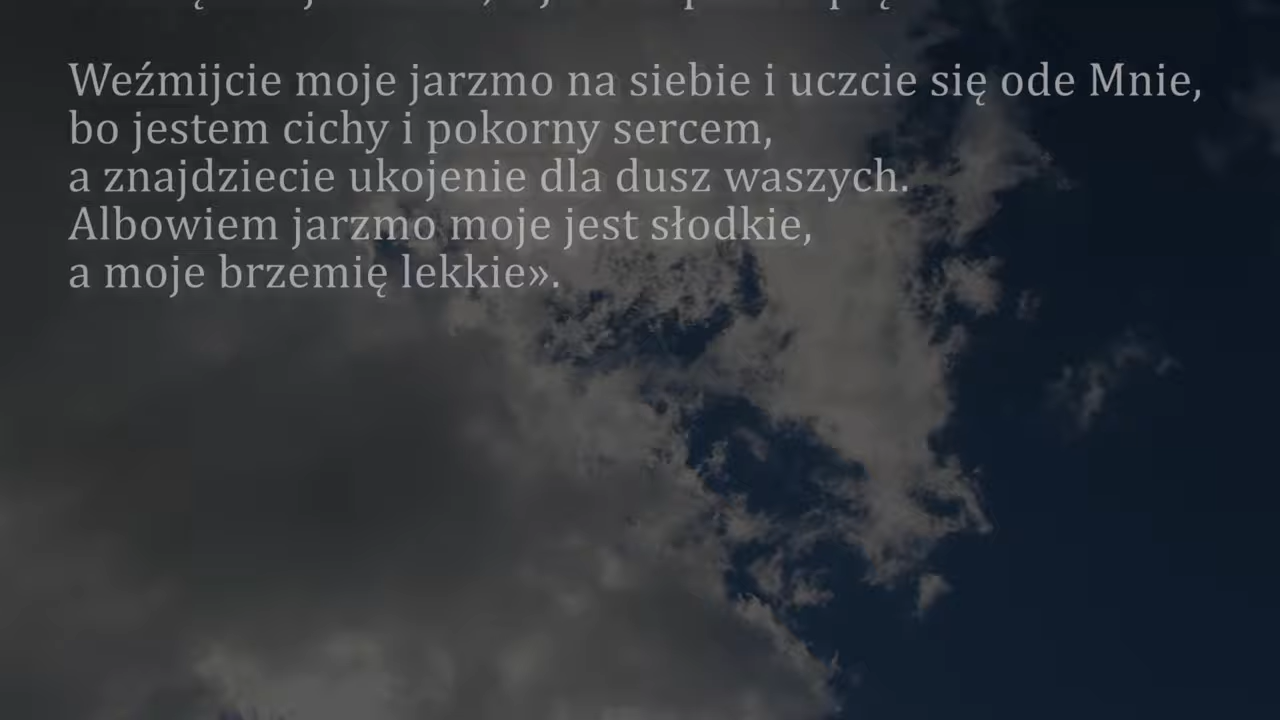 Weźmijcie moje jarzmo na siebie i uczcie się ode Mnie,
bo jestem cichy i pokorny sercem,
a znajdziecie ukojenie dla dusz waszych.
Albowiem jarzmo moje jest słodkie,
a moje brzemię lekkie».